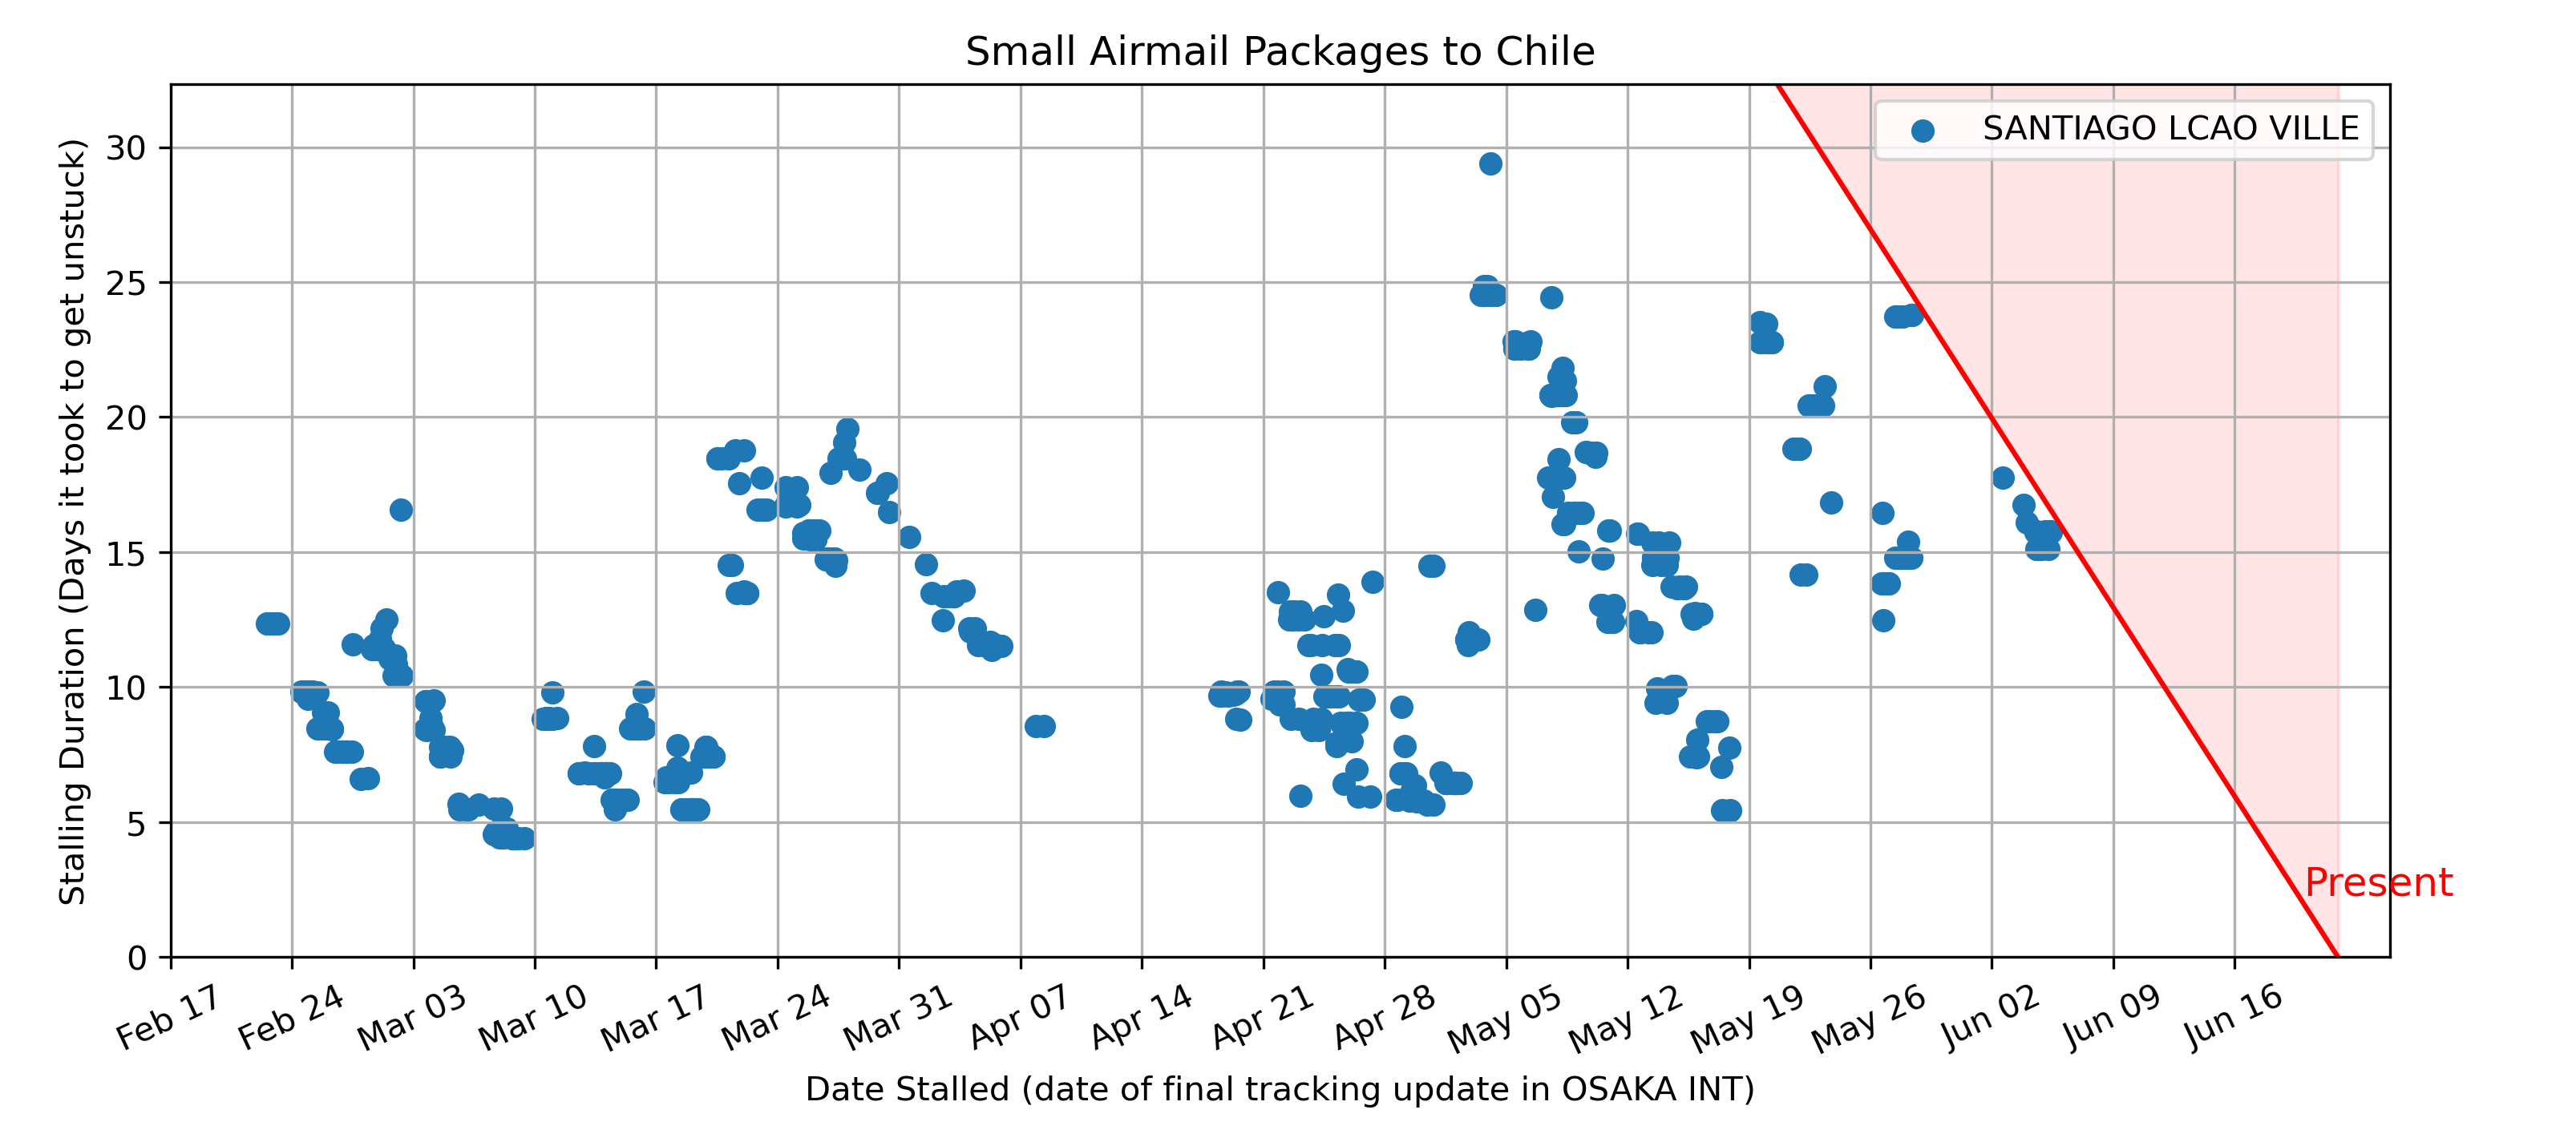 Small Airmail Packages to Chile
SANTIAGO LCAO VILLE
Stalling Duration (Days it took to get unstuck)
30
25
20
15
10
5
0
Present
Feb 17
Feb 24
Mar 03
Mar 10
Mar 17
Mar 24
Mar 31
Apr 07
Apr 14
Apr 21
Apr 28
May 05
May 12
May 19
May 26
Jun 02
Jun 09
Jun 16
Date Stalled (date of final tracking update in OSAKA INT)